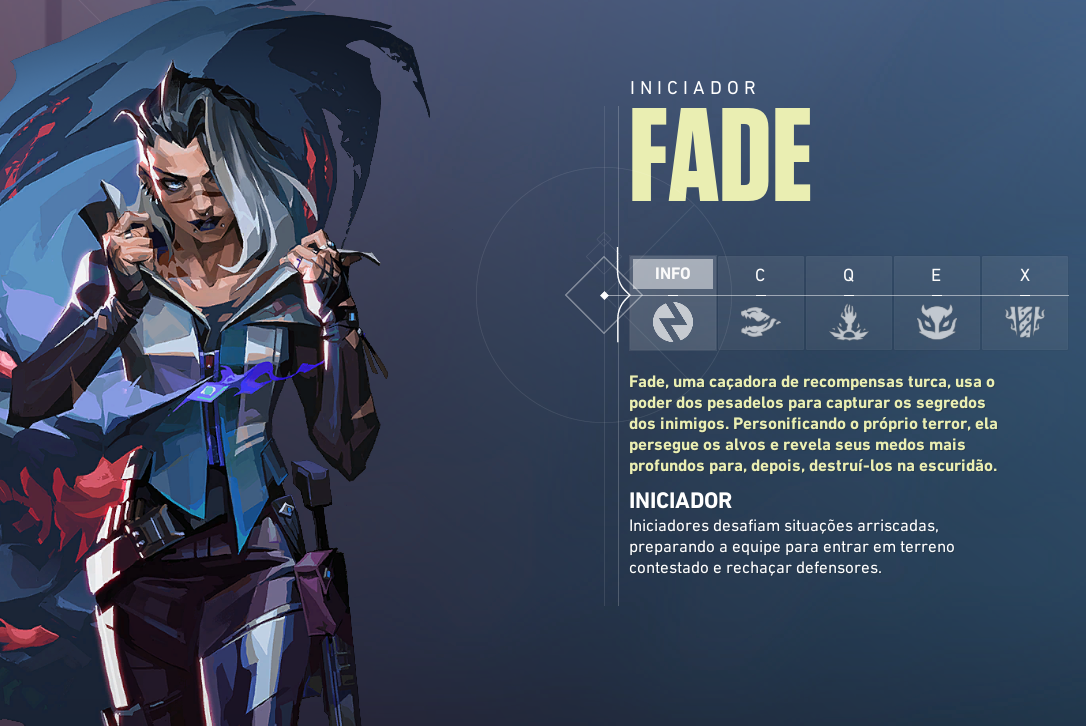 INICIADOR
FADE
INFO C Q E X
Fade, uma caçadora de recompensas turca, usa o
poder dos pesadelos para capturar os segredos
dos inimigos. Personificando o próprio terror, ela
persegue os alvos e revela seus medos mais
profundos para, depois, destruí-los na escuridão.
INICIADOR
Iniciadores desafiam situações arriscadas,
preparando a equipe para entrar em terreno
contestado e rechaçar defensores.